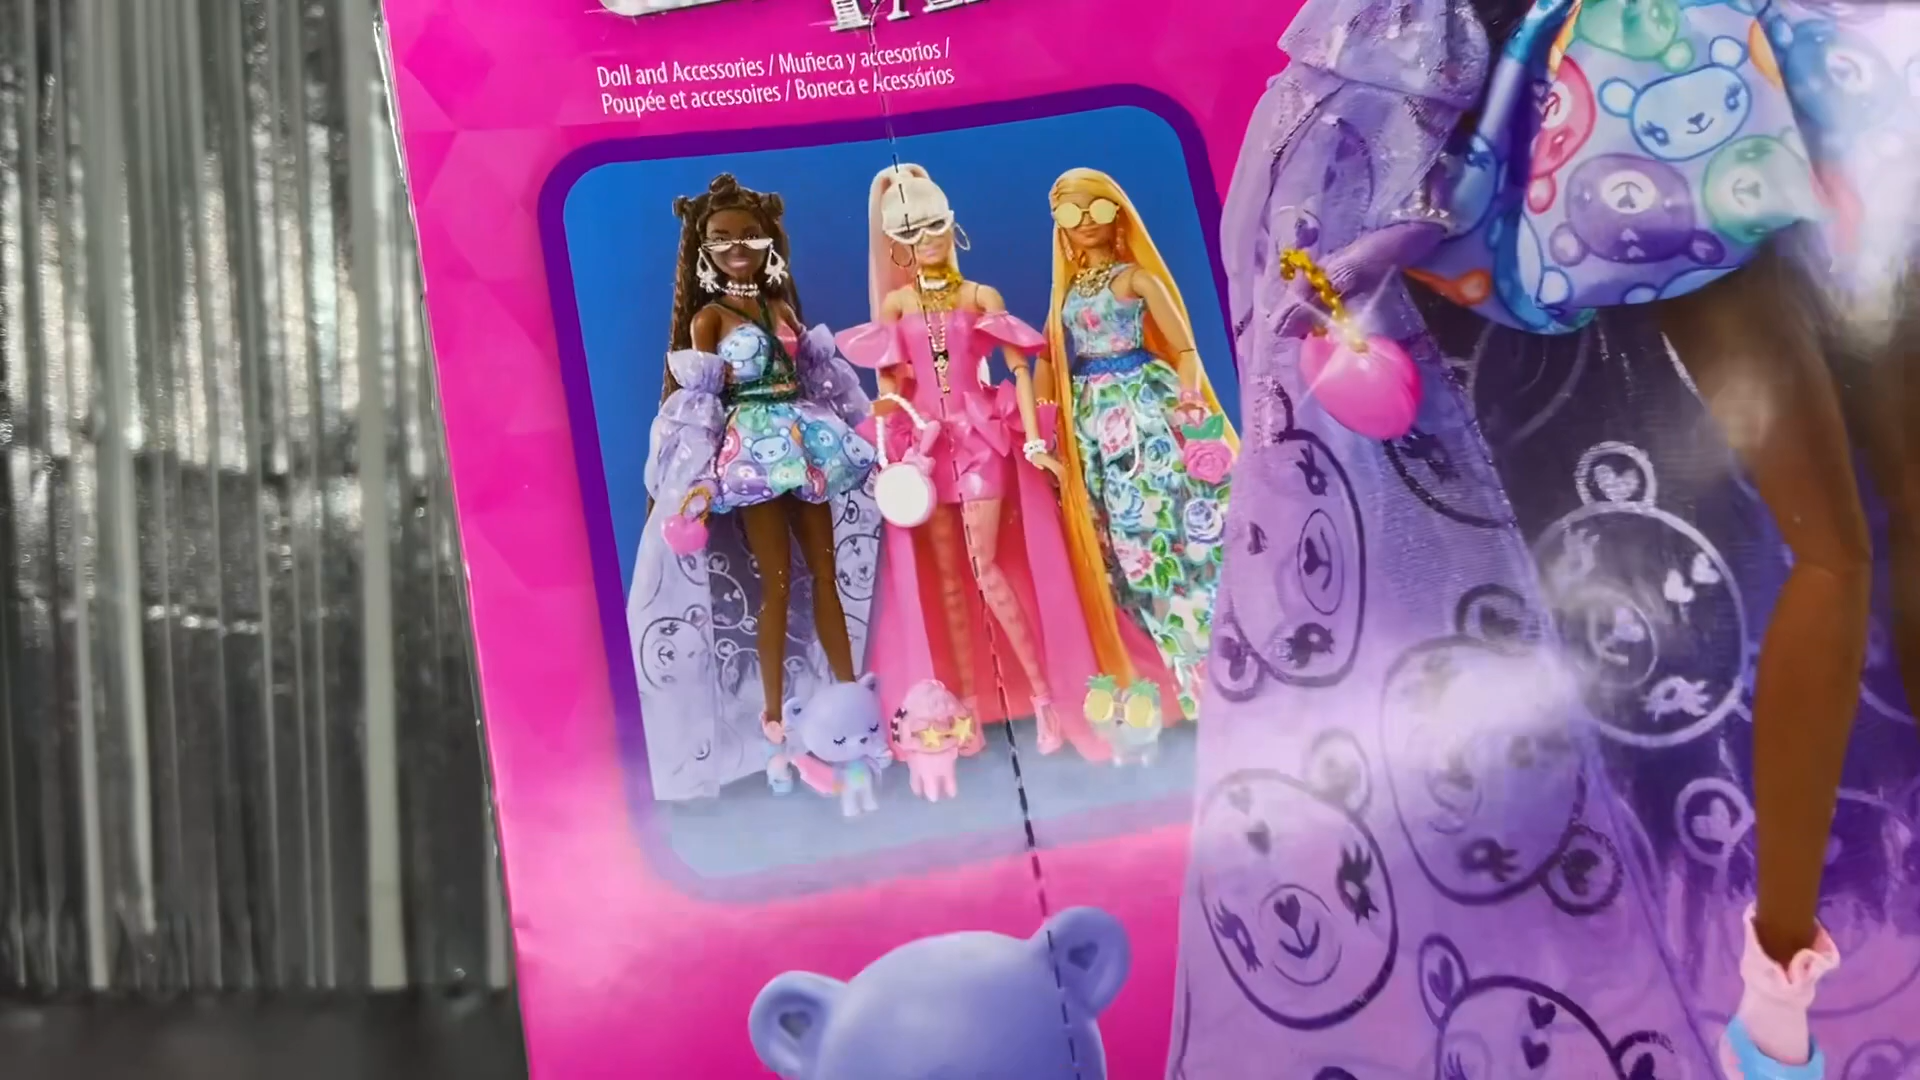 Doll and Accessories / Muñeca y accesorios /
Poupée et accessoires / Boneca e Acessórios